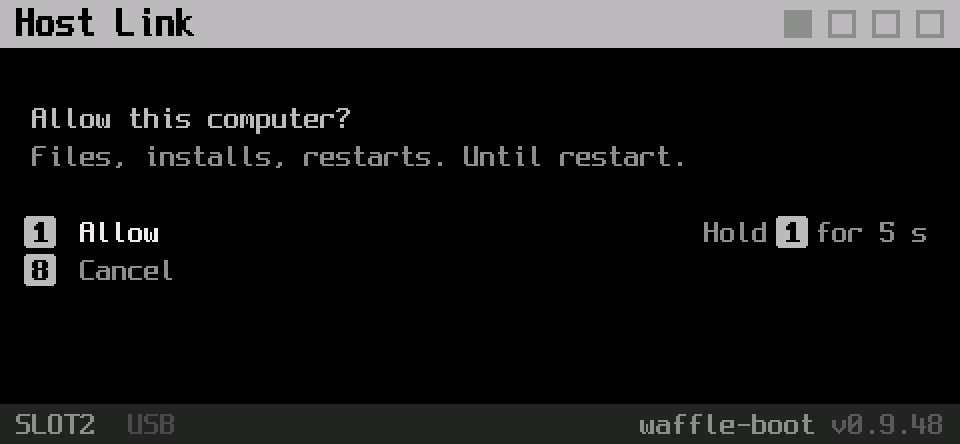 Host Link
Allow this computer?
Files, installs, restarts. Until restart.
1 Allow Hold 1 for 5 s
8 Cancel
SLOT2 USB waffle-boot v0.9.48